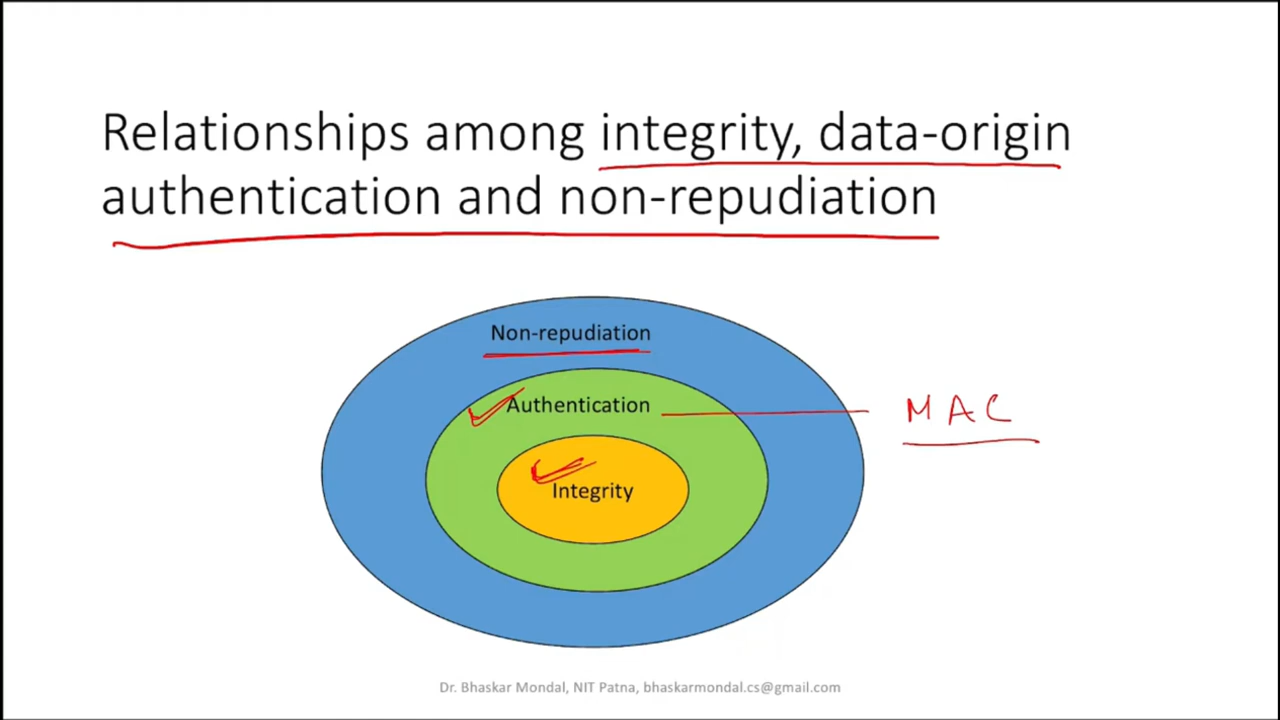 Relationships among integrity, data-origin
authentication and non-repudiation
Non-repudiation
Authentication
MAC
Integrity
Dr. Bhaskar Mondal, NIT Patna, bhaskarmondal.cs@gmail.com